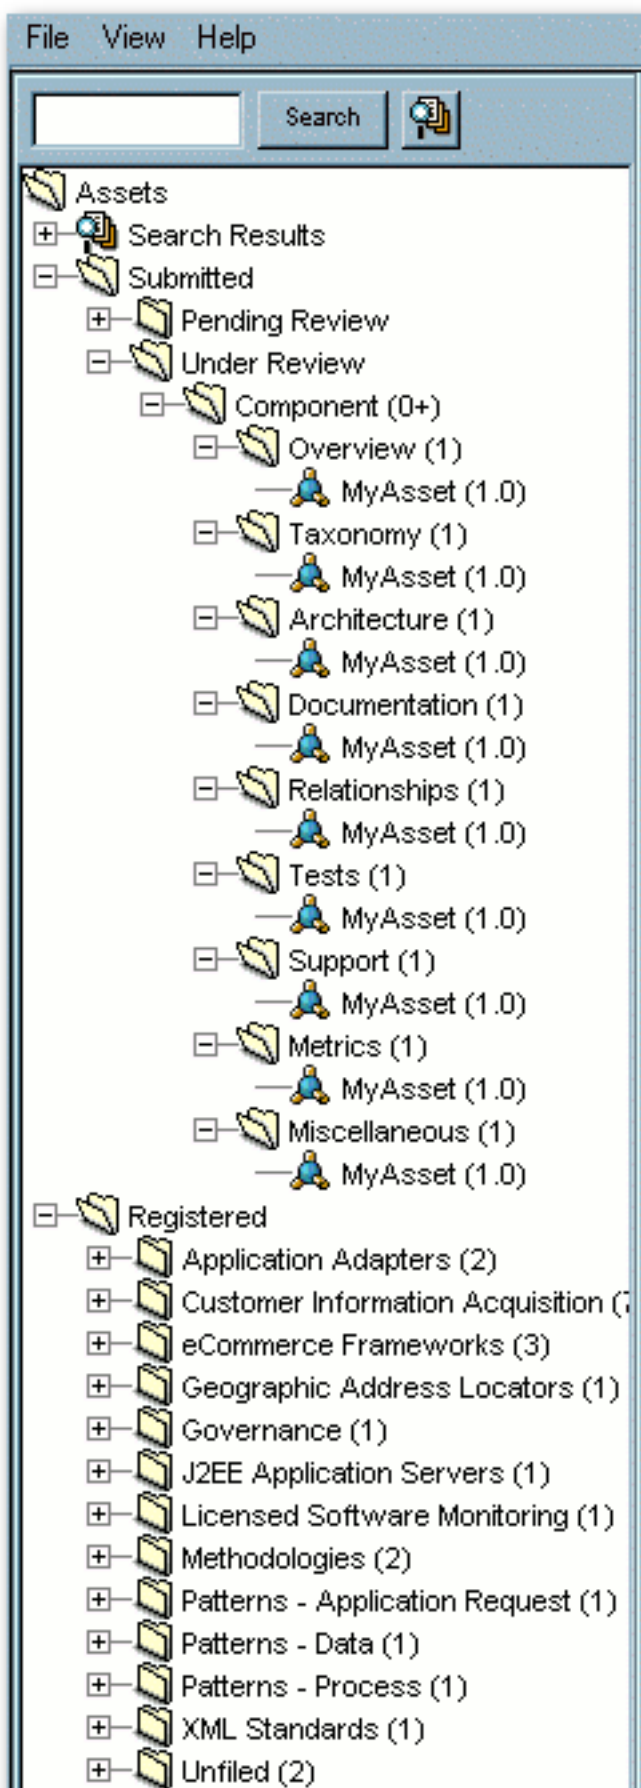 File View Help
Search
Assets
Search Results
Submitted
Pending Review
Under Review
Component (0+)
Overview (1)
MyAsset (1.0)
Taxonomy (1)
MyAsset (1.0)
Architecture (1)
MyAsset (1.0)
Documentation (1)
MyAsset (1.0)
Relationships (1)
MyAsset (1.0)
Tests (1)
MyAsset (1.0)
Support (1)
MyAsset (1.0)
Metrics (1)
MyAsset (1.0)
Miscellaneous (1)
MyAsset (1.0)
Registered
Application Adapters (2)
Customer Information Acquisition (
eCommerce Frameworks (3)
Geographic Address Locators (1)
Governance (1)
J2EE Application Servers (1)
Licensed Software Monitoring (1)
Methodologies (2)
Patterns - Application Request (1)
Patterns - Data (1)
Patterns - Process (1)
XML Standards (1)
Unfiled (2)